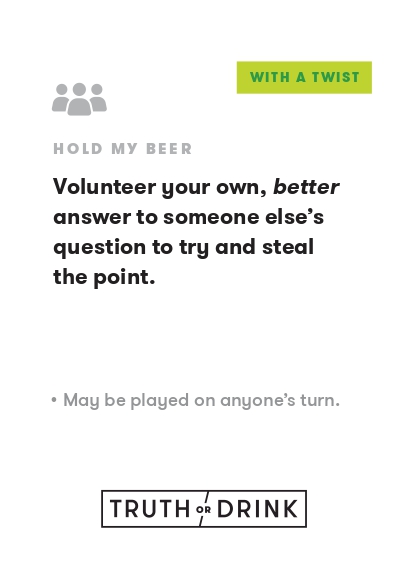 WITH A TWIST
HOLD MY BEER
Volunteer your own, better
answer to someone else’s
question to try and steal
the point.
• May be played on anyone’s turn.
TRUTH OR DRINK